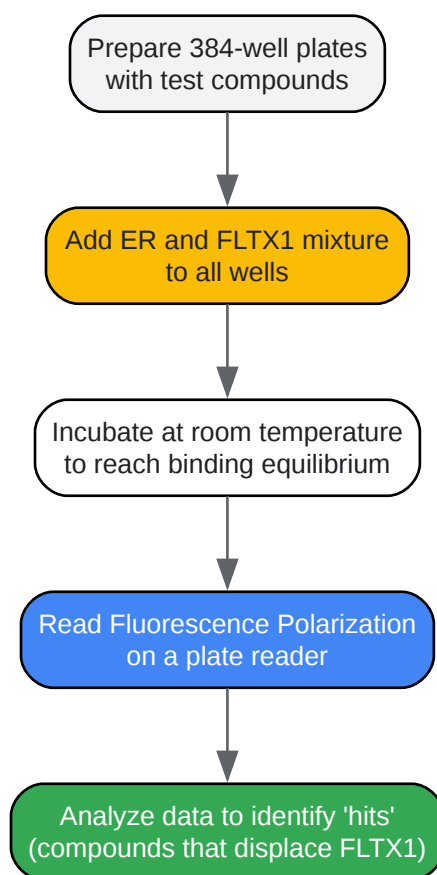 Prepare 384-well plates
with test compounds
Add ER and FLTX1 mixture
to all wells
Incubate at room temperature
to reach binding equilibrium
Read Fluorescence Polarization
on a plate reader
Analyze data to identify 'hits'
(compounds that displace FLTX1)